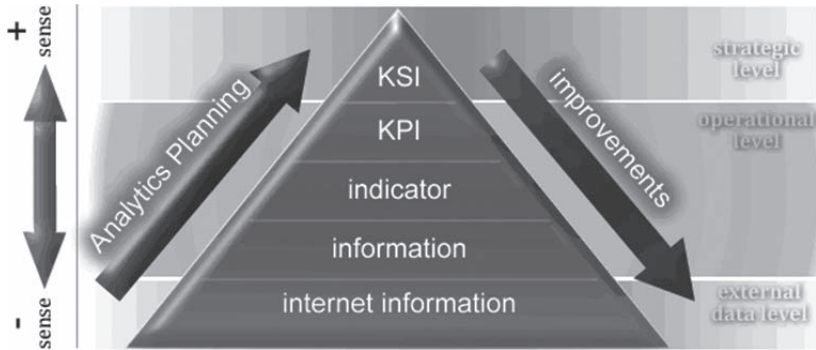 +
sense
Analytics Planning
KSI
KPI
indicator
information
internet information
improvements
strategic
level
operational
level
external
data level
-
sense